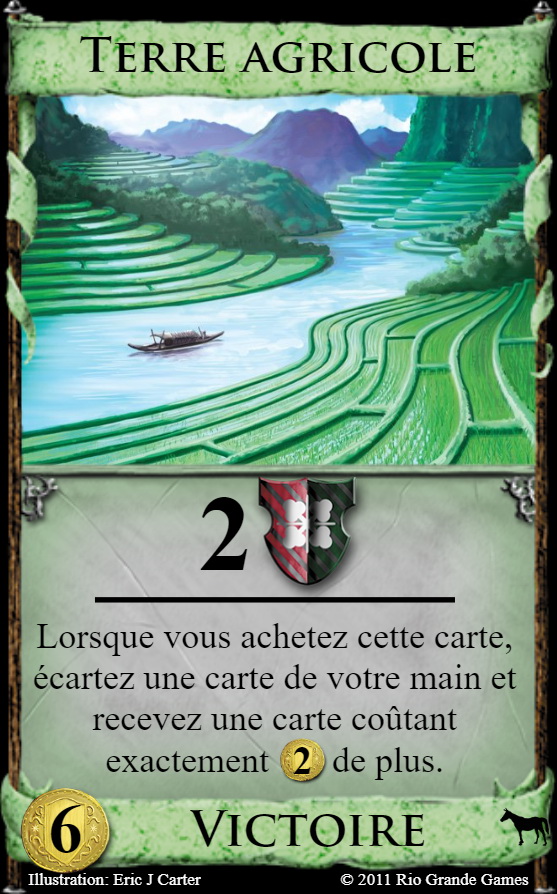 Terre agricole
2
Lorsque vous achetez cette carte,
écartez une carte de votre main et
recevez une carte coûtant
exactement 2 de plus.
6 Victoire
Illustration: Eric J Carter © 2011 Rio Grande Games